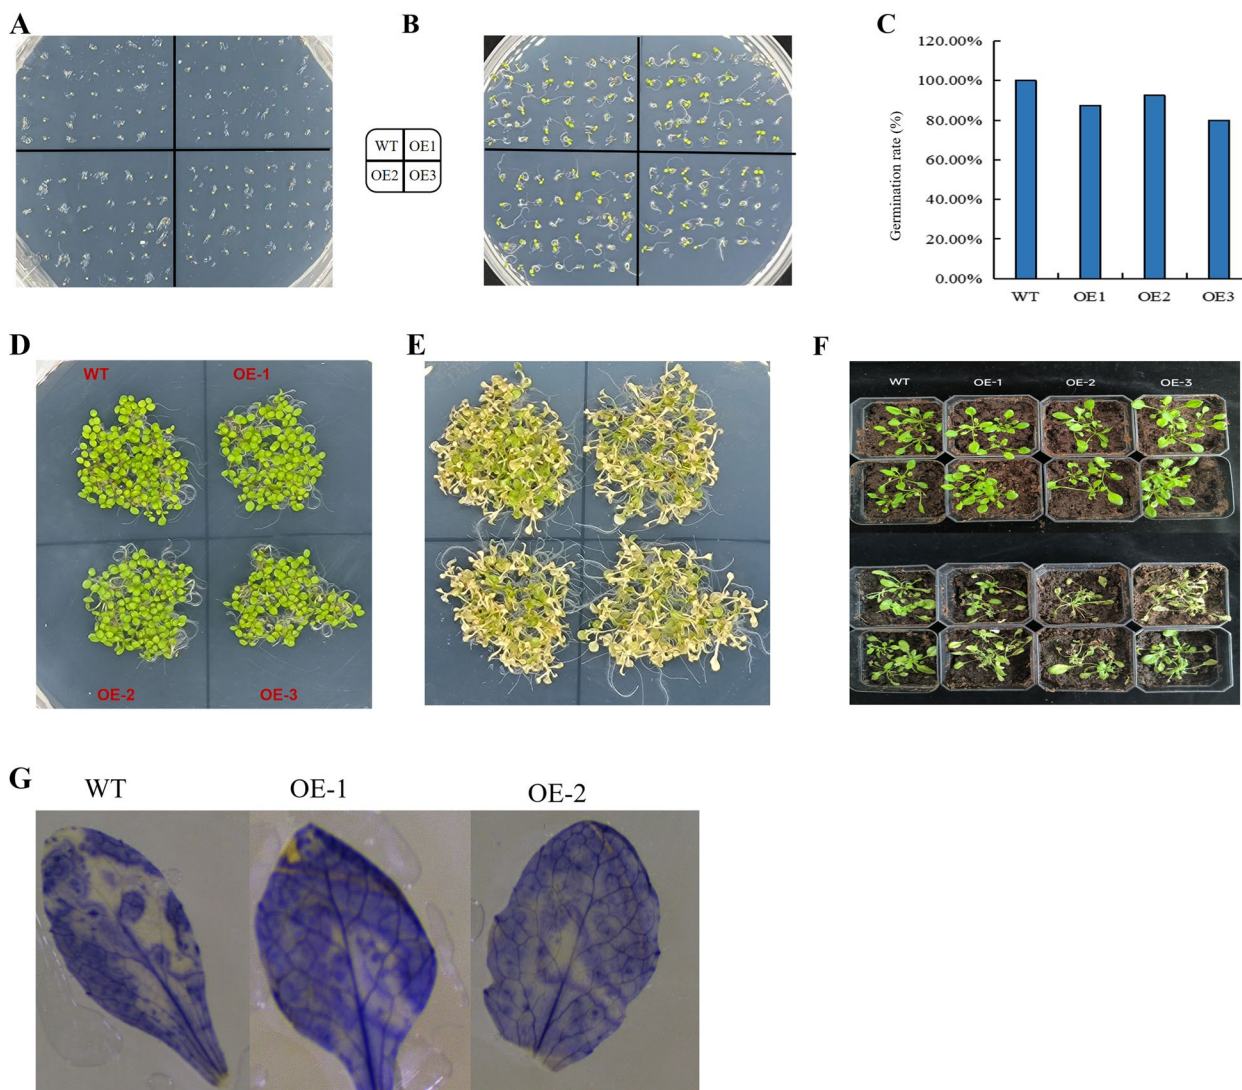 A
B
C
WT OE1
OE2 OE3
Germination rate (%)
120.00%
100.00%
80.00%
60.00%
40.00%
20.00%
0.00%
WT OE1 OE2 OE3
D
WT OE-1
OE-2 OE-3
E
F
WT OE-1 OE-2 OE-3
G
WT OE-1 OE-2